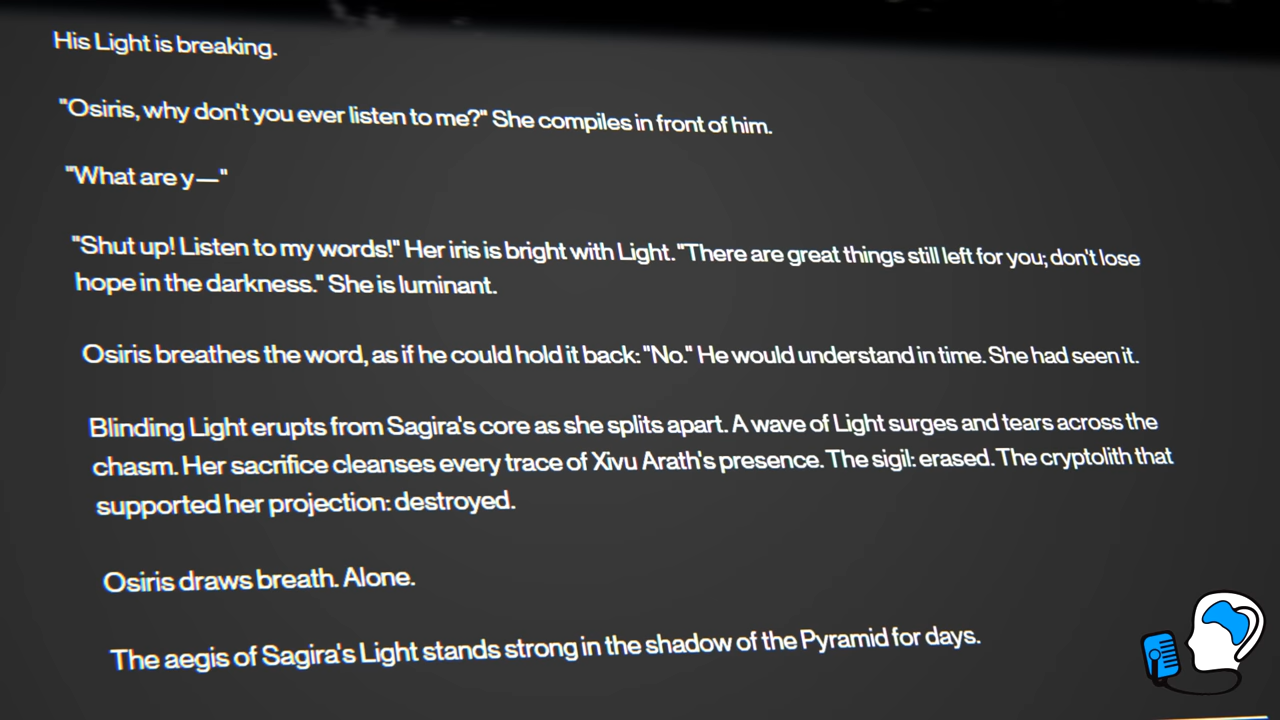 His Light is breaking.
"Osiris, why don't you ever listen to me?" She compiles in front of him.
"What are y—"
"Shut up! Listen to my words!" Her iris is bright with Light. "There are great things still left for you; don't lose
hope in the darkness." She is luminant.
Osiris breathes the word, as if he could hold it back: "No." He would understand in time. She had seen it.
Blinding Light erupts from Sagira's core as she splits apart. A wave of Light surges and tears across the
chasm. Her sacrifice cleanses every trace of Xivu Arath's presence. The sigil: erased. The cryptolith that
supported her projection: destroyed.
Osiris draws breath. Alone.
The aegis of Sagira's Light stands strong in the shadow of the Pyramid for days.